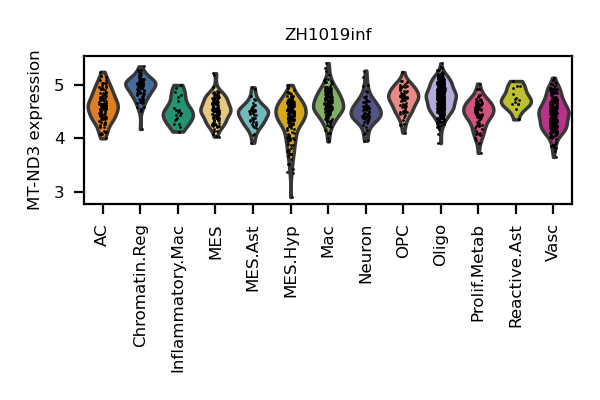 ZH1019inf
MT-ND3 expression
5
4
3
AC
Chromatin.Reg
Inflammatory.Mac
MES
MES.Ast
MES.Hyp
Mac
Neuron
OPC
Oligo
Prolif.Metab
Reactive.Ast
Vasc